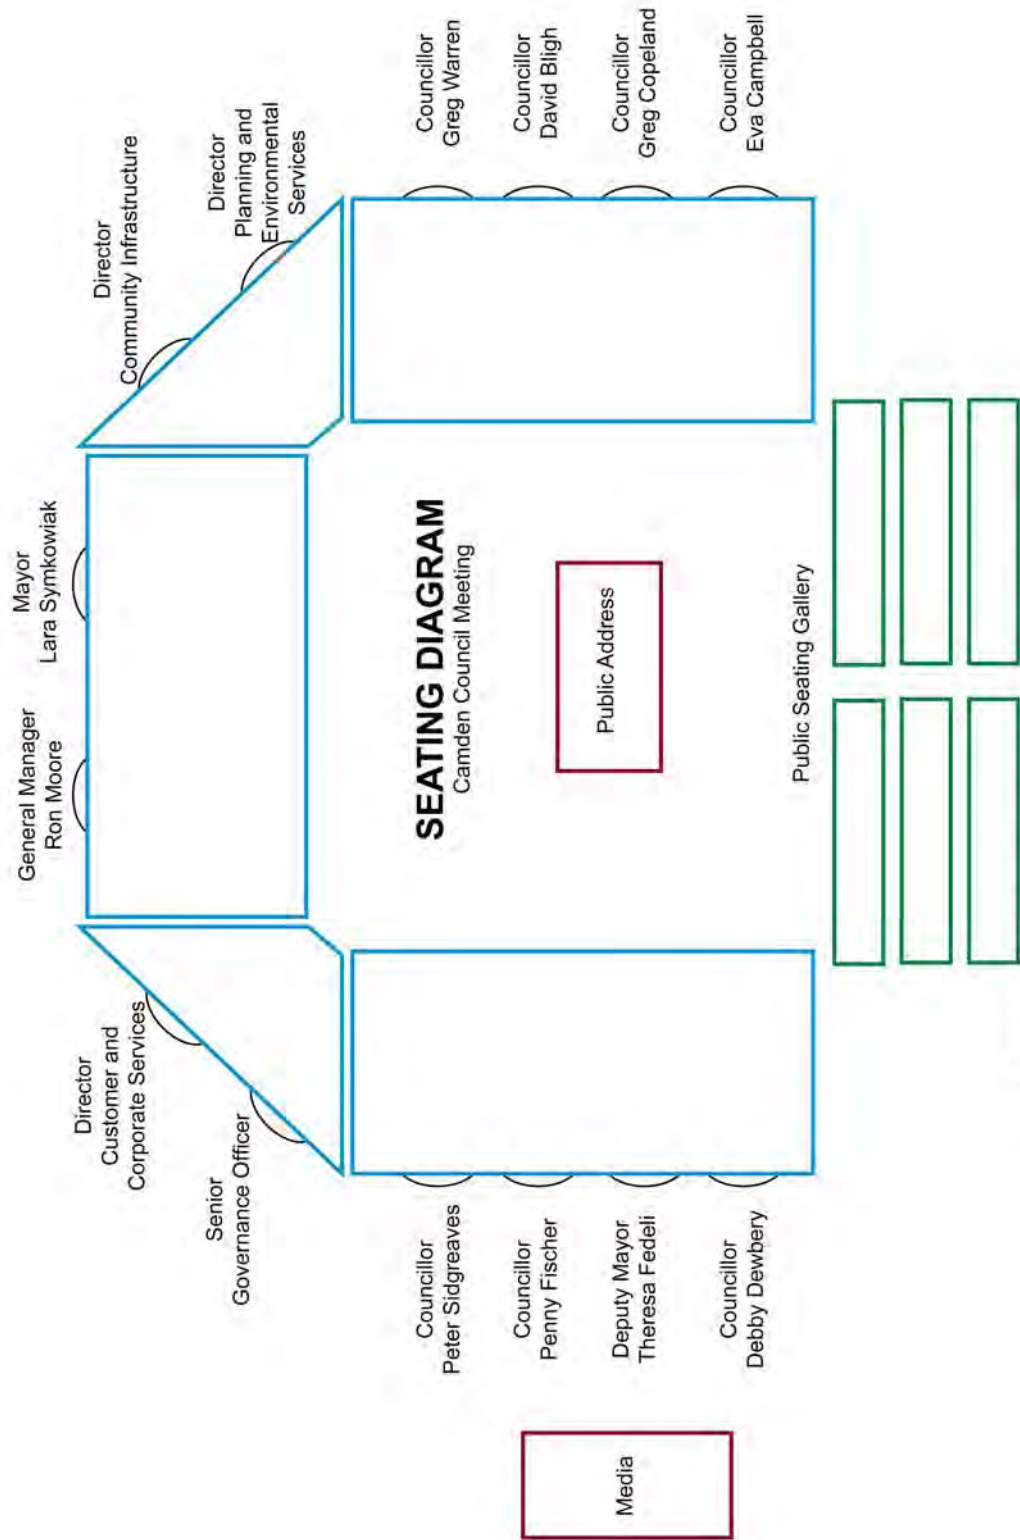 General Manager
Ron Moore
Mayor
Lara Symkowiak
Director
Customer and
Corporate Services
Director
Community Infrastructure
Senior
Governance Officer
Director
Planning and
Environmental
Services
Councillor
Peter Sidgreaves
Councillor
Greg Warren
Councillor
Penny Fischer
Councillor
David Bligh
Deputy Mayor
Theresa Fedeli
Councillor
Greg Copeland
Councillor
Debby Dewbery
Councillor
Eva Campbell
SEATING DIAGRAM
Camden Council Meeting
Public Address
Media
Public Seating Gallery